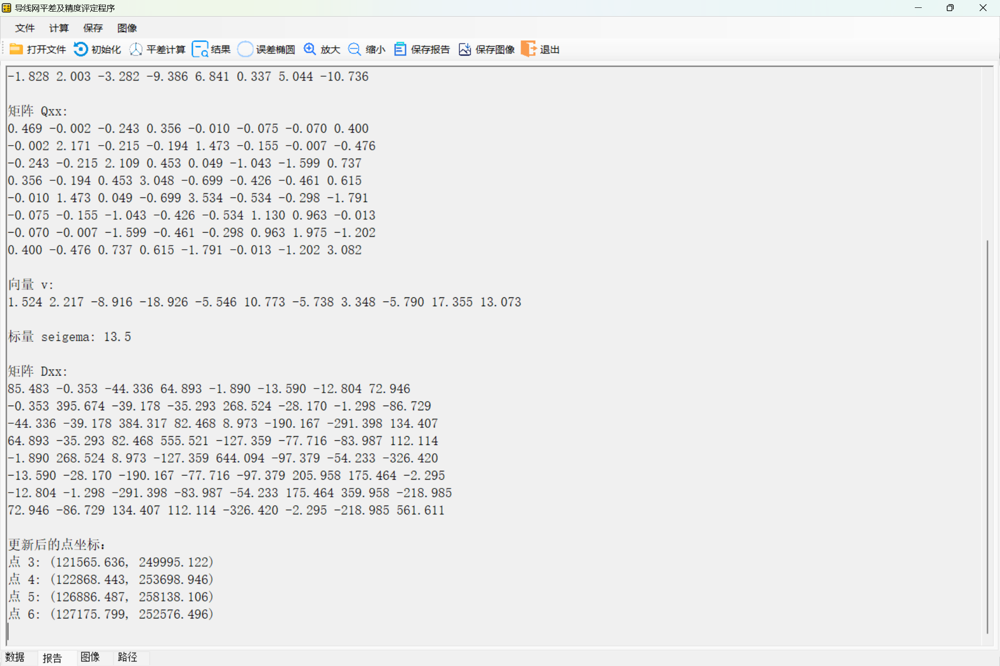 导线网平差及精度评定程序
文件 计算 保存 图像
打开文件 初始化 平差计算 结果 误差椭圆 放大 缩小 保存报告 保存图像 退出
-1.828 2.003 -3.282 -9.386 6.841 0.337 5.044 -10.736
矩阵 Qxx:
0.469 -0.002 -0.243 0.356 -0.010 -0.075 -0.070 0.400
-0.002 2.171 -0.215 -0.194 1.473 -0.155 -0.007 -0.476
-0.243 -0.215 2.109 0.453 0.049 -1.043 -1.599 0.737
0.356 -0.194 0.453 3.048 -0.699 -0.426 -0.461 0.615
-0.010 1.473 0.049 -0.699 3.534 -0.534 -0.298 -1.791
-0.075 -0.155 -1.043 -0.426 -0.534 1.130 0.963 -0.013
-0.070 -0.007 -1.599 -0.461 -0.298 0.963 1.975 -1.202
0.400 -0.476 0.737 0.615 -1.791 -0.013 -1.202 3.082
向量 v:
1.524 2.217 -8.916 -18.926 -5.546 10.773 -5.738 3.348 -5.790 17.355 13.073
标量 seigema: 13.5
矩阵 Dxx:
85.483 -0.353 -44.336 64.893 -1.890 -13.590 -12.804 72.946
-0.353 395.674 -39.178 -35.293 268.524 -28.170 -1.298 -86.729
-44.336 -39.178 384.317 82.468 8.973 -190.167 -291.398 134.407
64.893 -35.293 82.468 555.521 -127.359 -77.716 -83.987 112.114
-1.890 268.524 8.973 -127.359 644.094 -97.379 -54.233 -326.420
-13.590 -28.170 -190.167 -77.716 -97.379 205.958 175.464 -2.295
-12.804 -1.298 -291.398 -83.987 -54.233 175.464 359.958 -218.985
72.946 -86.729 134.407 112.114 -326.420 -2.295 -218.985 561.611
更新后的点坐标：
点 3: (121565.636, 249995.122)
点 4: (122868.443, 253698.946)
点 5: (126886.487, 258138.106)
点 6: (127175.799, 252576.496)
数据 报告 图像 路径